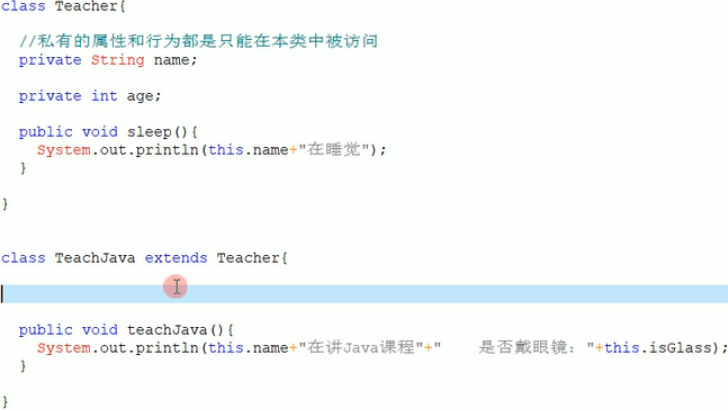 class Teacher{
//私有的属性和行为都是只能在本类中被访问
private String name;
private int age;
public void sleep(){
System.out.println(this.name+"在睡觉");
}
}
class TeachJava extends Teacher{
public void teachJava(){
System.out.println(this.name+"在讲Java课程"+"    是否戴眼镜："+this.isGlass);
}
}